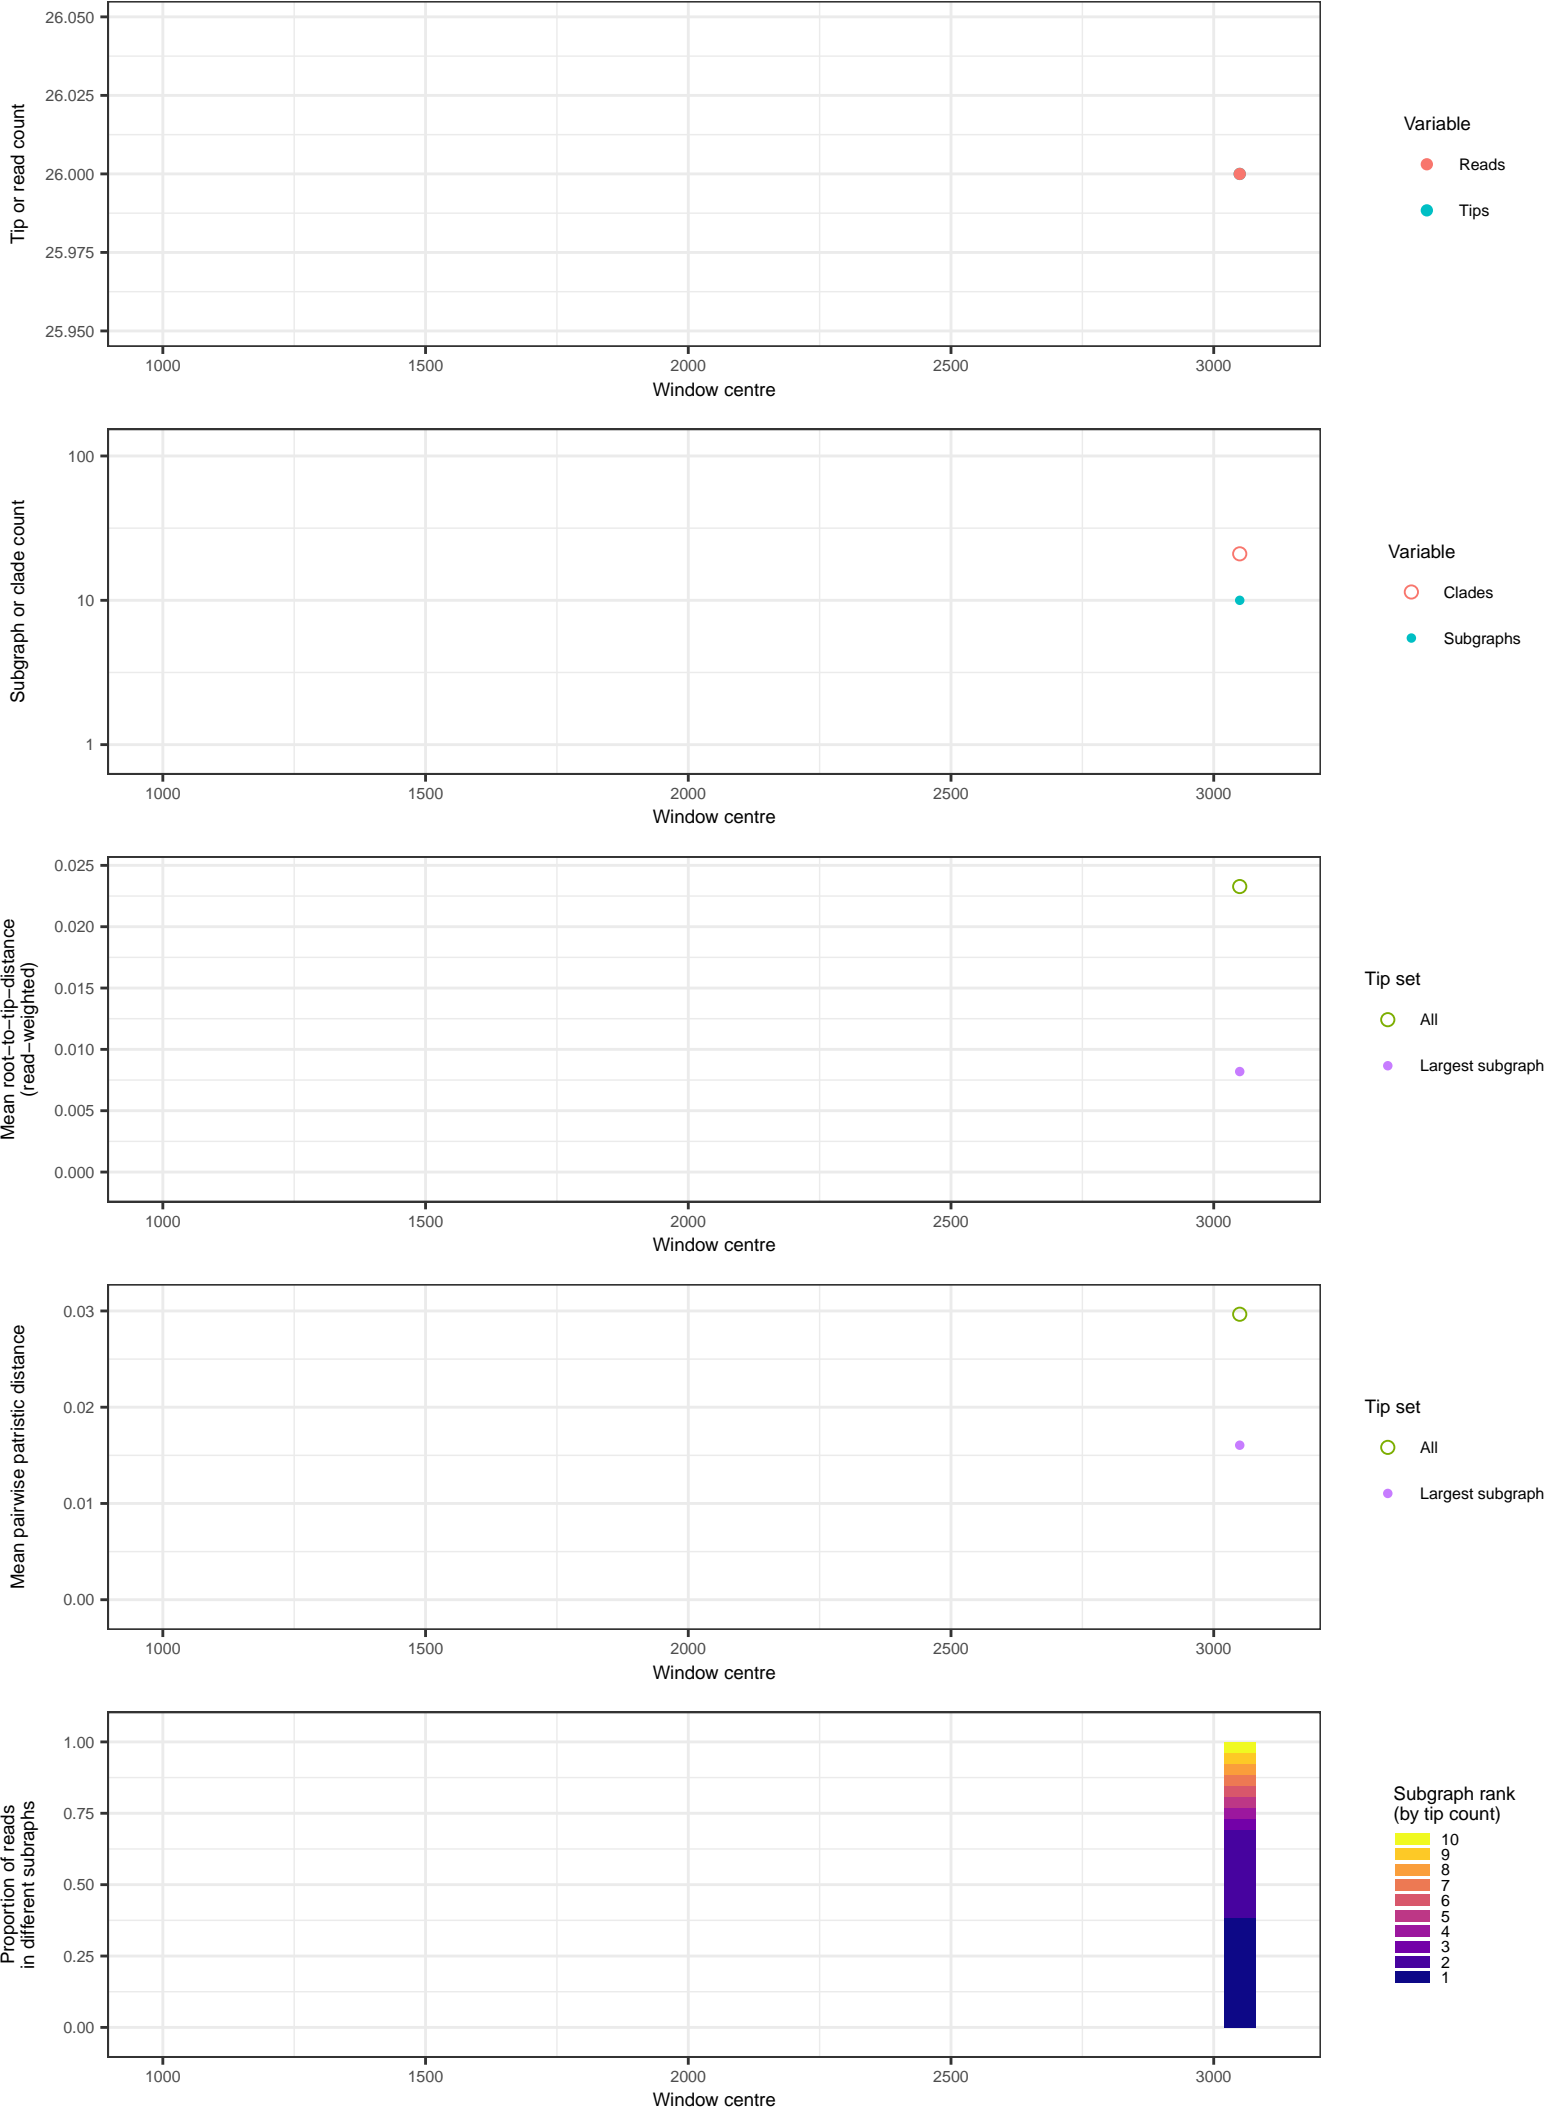 26.050
26.025
26.000
25.975
25.950
Tip or read count
1000 1500 2000 2500 3000
Window centre
Variable
Reads
Tips
100
10
1
Subgraph or clade count
1000 1500 2000 2500 3000
Window centre
Variable
Clades
Subgraphs
0.025
0.020
0.015
0.010
0.005
0.000
Mean root−to−tip−distance
(read−weighted)
1000 1500 2000 2500 3000
Window centre
Tip set
All
Largest subgraph
0.03
0.02
0.01
0.00
Mean pairwise patristic distance
1000 1500 2000 2500 3000
Window centre
Tip set
All
Largest subgraph
1.00
0.75
0.50
0.25
0.00
Proportion of reads
in different subraphs
1000 1500 2000 2500 3000
Window centre
Subgraph rank
(by tip count)
10
9
8
7
6
5
4
3
2
1